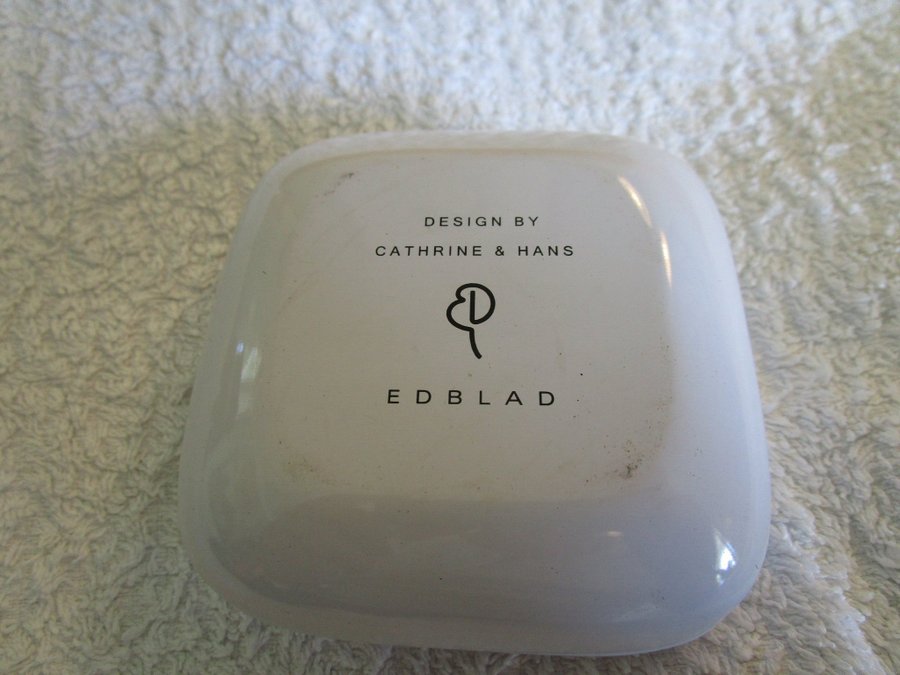 DESIGN BY
CATHRINE & HANS
EDBLAD